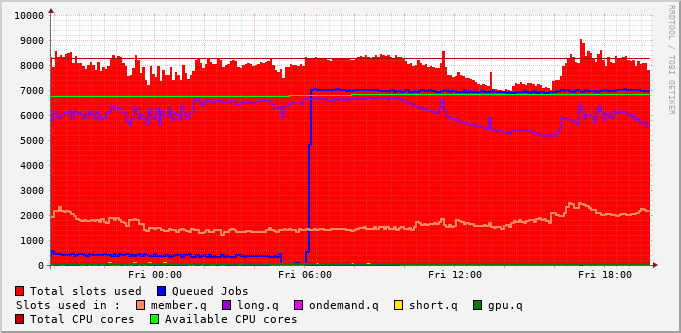 10000
9000
8000
7000
6000
5000
4000
3000
2000
1000
0
Fri 00:00 Fri 06:00 Fri 12:00 Fri 18:00
RRDTOOL / TOBI OETIKER
Total slots used Queued Jobs
Slots used in : member.q long.q ondemand.q short.q gpu.q
Total CPU cores Available CPU cores